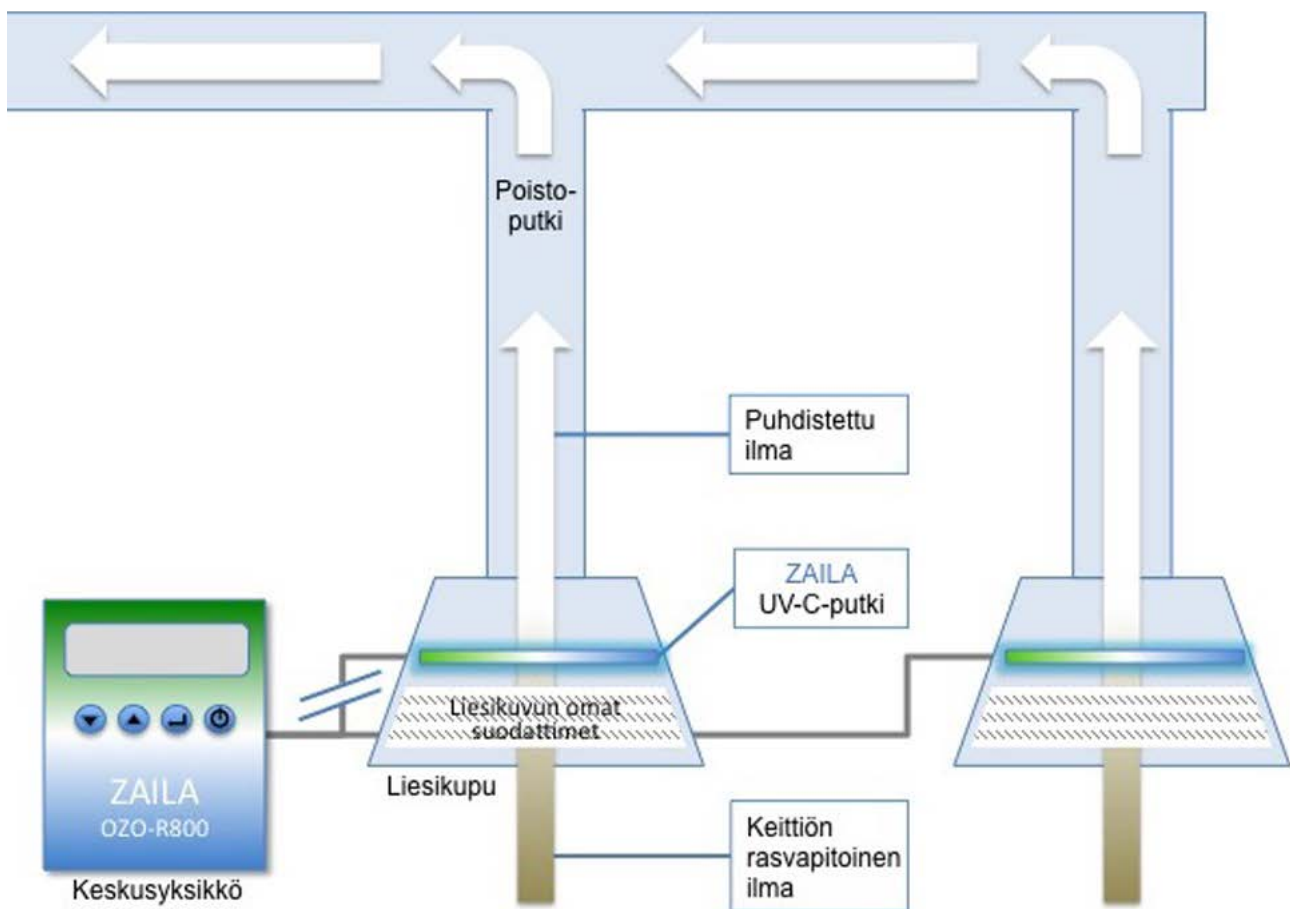 Poisto-
putki
Puhdistettu
ilma
ZAILA
UV-C-putki
Liesikuvun omat
suodattimet
Liesikupu
ZAILA
OZO-R800
Keskusyksikkö
Keittiön
rasvapitoinen
ilma